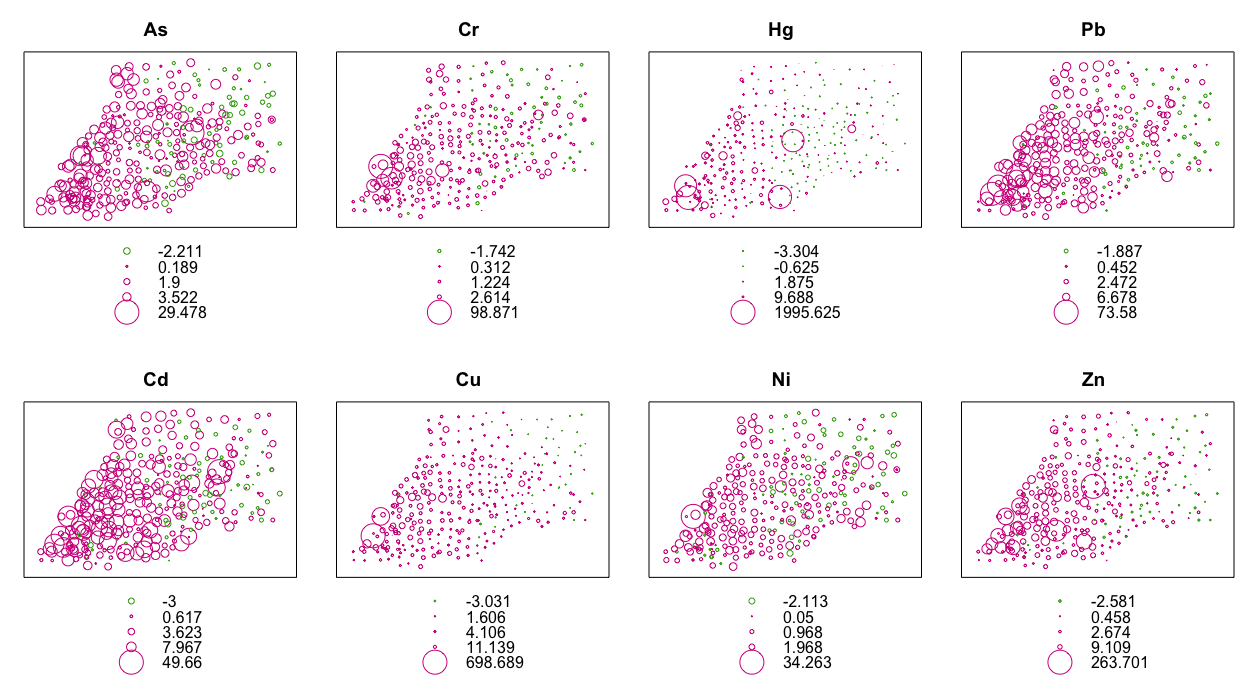 As Cr Hg Pb
-2.211 -1.742 -3.304 -1.887
0.189 0.312 -0.625 0.452
1.9 1.224 1.875 2.472
3.522 2.614 9.688 6.678
29.478 98.871 1995.625 73.58
Cd Cu Ni Zn
-3 -3.031 -2.113 -2.581
0.617 1.606 0.05 0.458
3.623 4.106 0.968 2.674
7.967 11.139 1.968 9.109
49.66 698.689 34.263 263.701